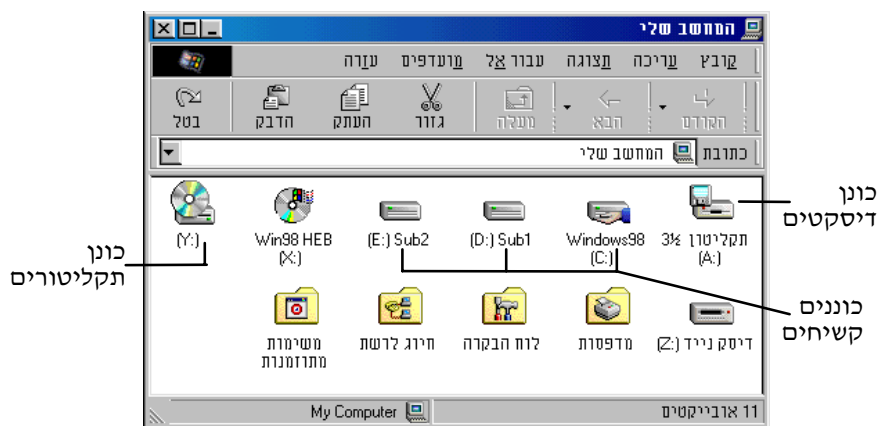 המחשב שלי
קובץ עריכה תצוגה עבור אל מועדפים עזרה
הקודם הבא מעלה גזור העתק הדבק בטל
כתובת המחשב שלי
כונן
דיסקטים
תקליטון 3½
(A:)
Windows98
(C:)
(D:) Sub1
(E:) Sub2
Win98 HEB
(X:)
(Y:)
כונן
תקליטורים
כוננים
קשיחים
דיסק נייד (Z:)
מדפסות
לוח הבקרה
חיוג לרשת
משימות
מתוזמנות
11 אובייקטים
My Computer